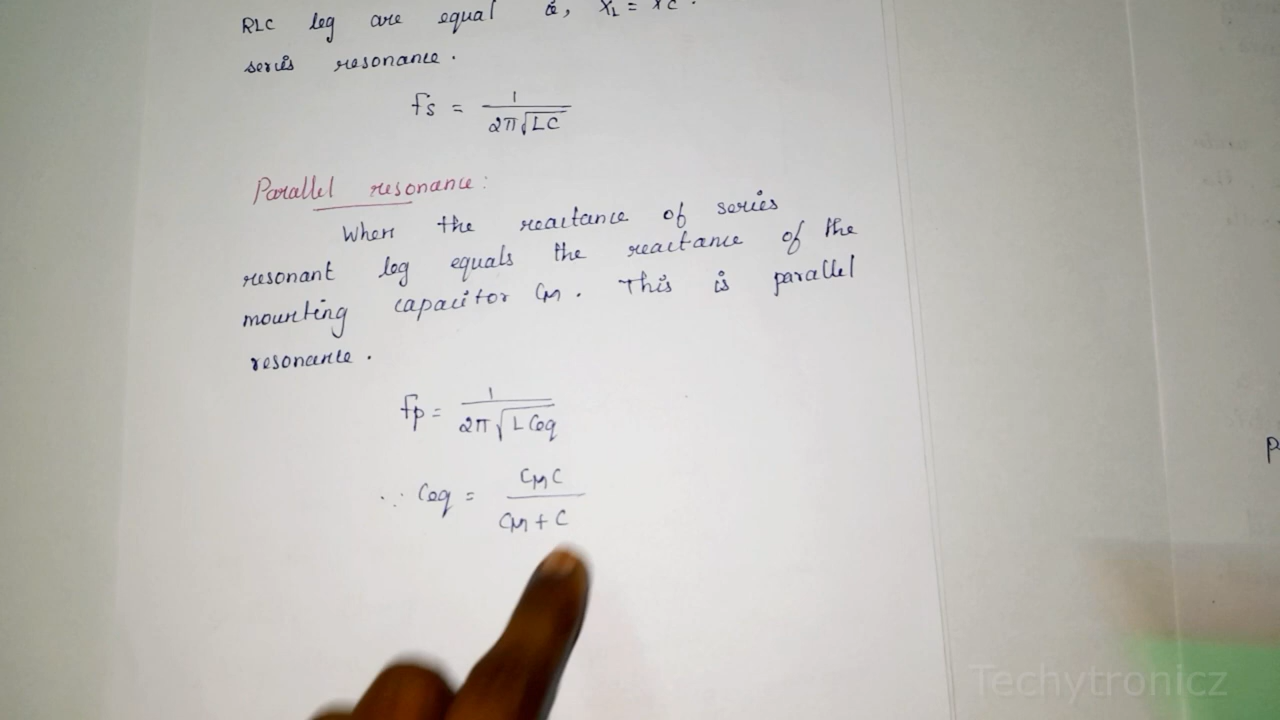 RLC leg are equal ie, XL = XC.
series resonance.
fs = 1 / 2π√LC
Parallel resonance:
When the reactance of series
resonant leg equals the reactance of the
mounting capacitor CM. This is parallel
resonance.
fp = 1 / 2π√LCeq
∵ Ceq = CMC / CM + C
Techytronicz